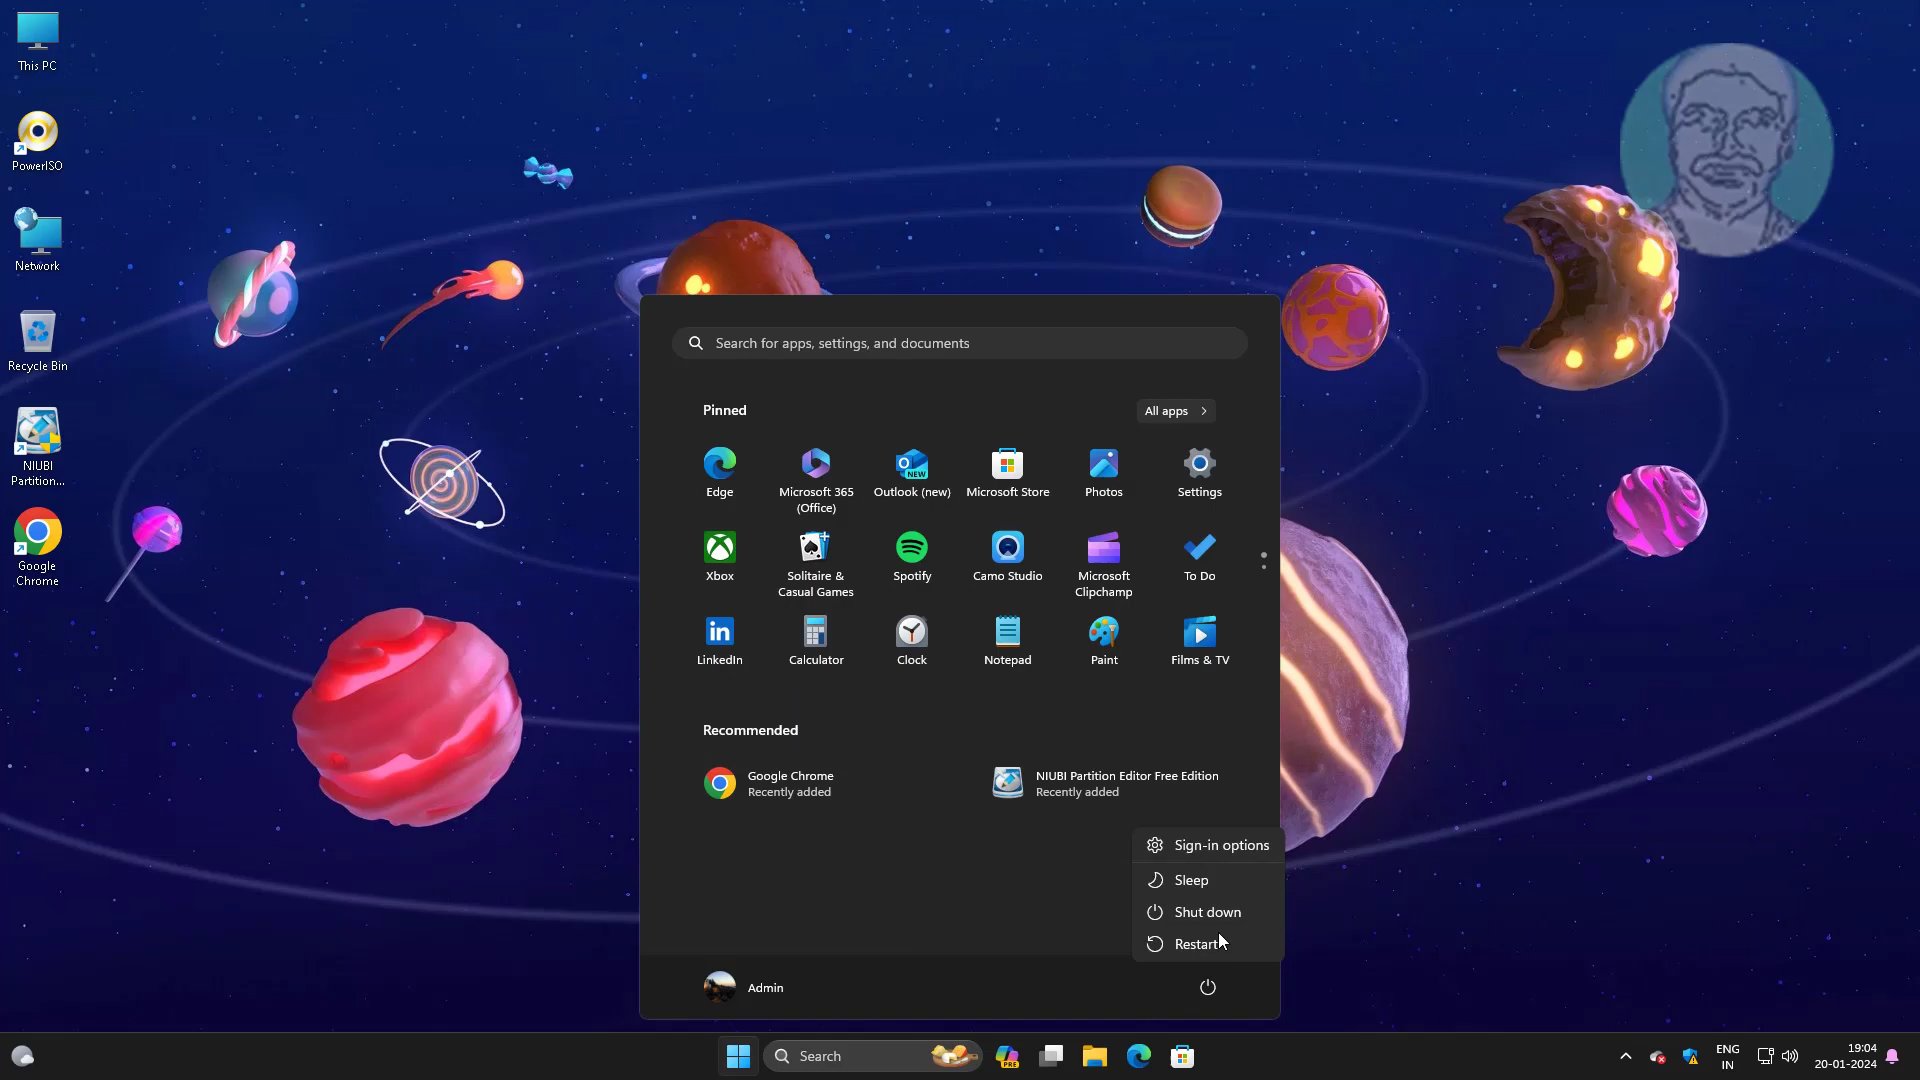 This PC
PowerISO
Network
Recycle Bin
NIUBI
Partition...
Google
Chrome
Search for apps, settings, and documents
Pinned
All apps
Edge
Microsoft 365
(Office)
Outlook (new)
Microsoft Store
Photos
Settings
Xbox
Solitaire &
Casual Games
Spotify
Camo Studio
Microsoft
Clipchamp
To Do
LinkedIn
Calculator
Clock
Notepad
Paint
Films & TV
Recommended
Google Chrome
Recently added
NIUBI Partition Editor Free Edition
Recently added
Sign-in options
Sleep
Shut down
Restart
Admin
Search
PRE
ENG
IN
19:04
20-01-2024